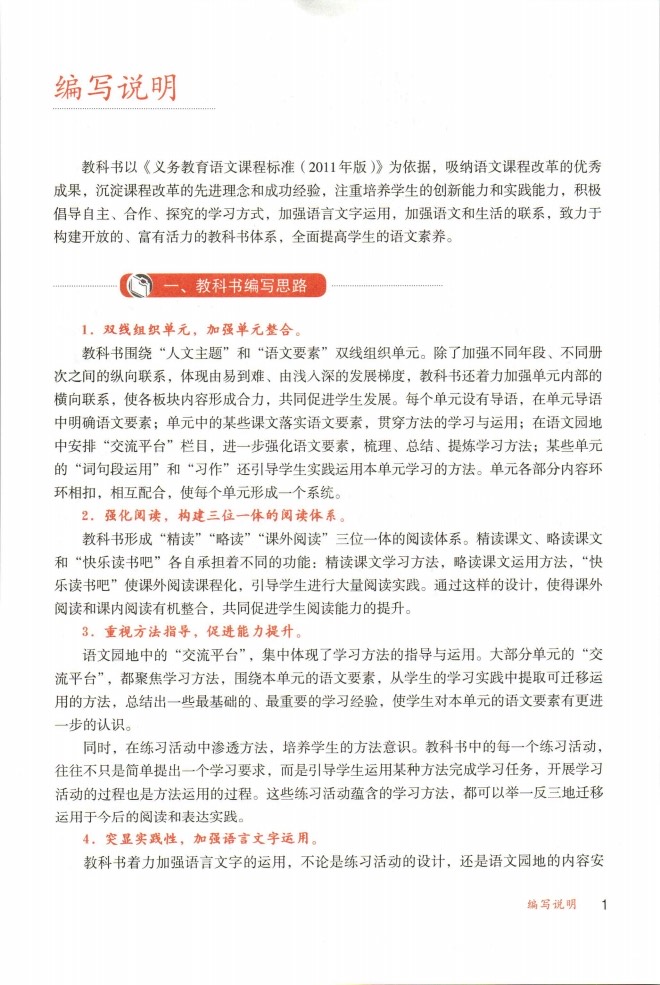 编写说明
教科书以《义务教育语文课程标准（2011年版）》为依据，吸纳语文课程改革的优秀
成果，沉淀课程改革的先进理念和成功经验，注重培养学生的创新能力和实践能力，积极
倡导自主、合作、探究的学习方式，加强语言文字运用，加强语文和生活的联系，致力于
构建开放的、富有活力的教科书体系，全面提高学生的语文素养。
一、教科书编写思路
1．双线组织单元，加强单元整合。
教科书围绕“人文主题”和“语文要素”双线组织单元。除了加强不同年段、不同册
次之间的纵向联系，体现由易到难、由浅入深的发展梯度，教科书还着力加强单元内部的
横向联系，使各板块内容形成合力，共同促进学生发展。每个单元设有导语，在单元导语
中明确语文要素；单元中的某些课文落实语文要素，贯穿方法的学习与运用；在语文园地
中安排“交流平台”栏目，进一步强化语文要素，梳理、总结、提炼学习方法；某些单元
的“词句段运用”和“习作”还引导学生实践运用本单元学习的方法。单元各部分内容环
环相扣，相互配合，使每个单元形成一个系统。
2．强化阅读，构建三位一体的阅读体系。
教科书形成“精读”“略读”“课外阅读”三位一体的阅读体系。精读课文、略读课文
和“快乐读书吧”各自承担着不同的功能：精读课文学习方法，略读课文运用方法，“快
乐读书吧”使课外阅读课程化，引导学生进行大量阅读实践。通过这样的设计，使得课外
阅读和课内阅读有机整合，共同促进学生阅读能力的提升。
3．重视方法指导，促进能力提升。
语文园地中的“交流平台”，集中体现了学习方法的指导与运用。大部分单元的“交
流平台”，都聚焦学习方法，围绕本单元的语文要素，从学生的学习实践中提取可迁移运
用的方法，总结出一些最基础的、最重要的学习经验，使学生对本单元的语文要素有更进
一步的认识。
同时，在练习活动中渗透方法，培养学生的方法意识。教科书中的每一个练习活动，
往往不只是简单提出一个学习要求，而是引导学生运用某种方法完成学习任务，开展学习
活动的过程也是方法运用的过程。这些练习活动蕴含的学习方法，都可以举一反三地迁移
运用于今后的阅读和表达实践。
4．突显实践性，加强语言文字运用。
教科书着力加强语言文字的运用，不论是练习活动的设计，还是语文园地的内容安
编写说明 1